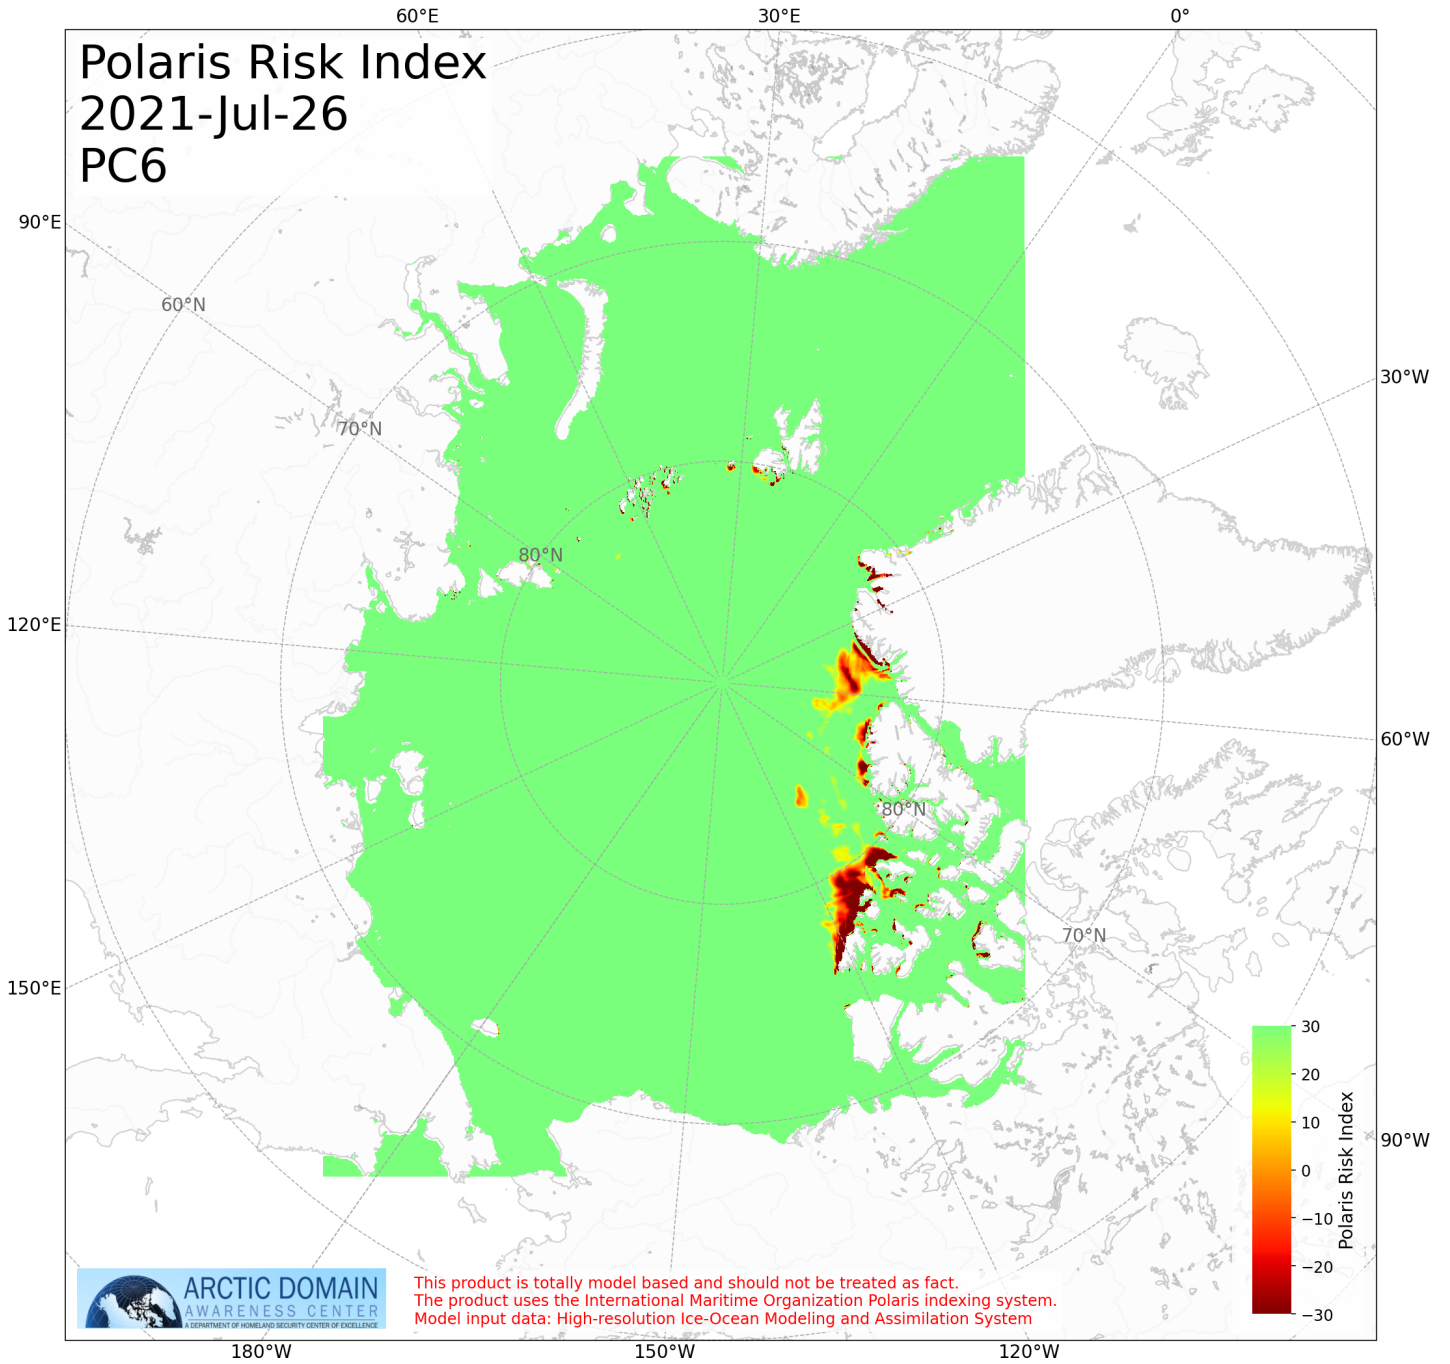 60°E 30°E 0°
Polaris Risk Index
2021-Jul-26
PC6
90°E
60°N
30°W
70°N
80°N
120°E
60°W
80°N
70°N
150°E
30
20
10
0
−10
−20
−30
Polaris Risk Index
90°W
ARCTIC DOMAIN
AWARENESS CENTER
A DEPARTMENT OF HOMELAND SECURITY CENTER OF EXCELLENCE
This product is totally model based and should not be treated as fact.
The product uses the International Maritime Organization Polaris indexing system.
Model input data: High-resolution Ice-Ocean Modeling and Assimilation System
180°W 150°W 120°W